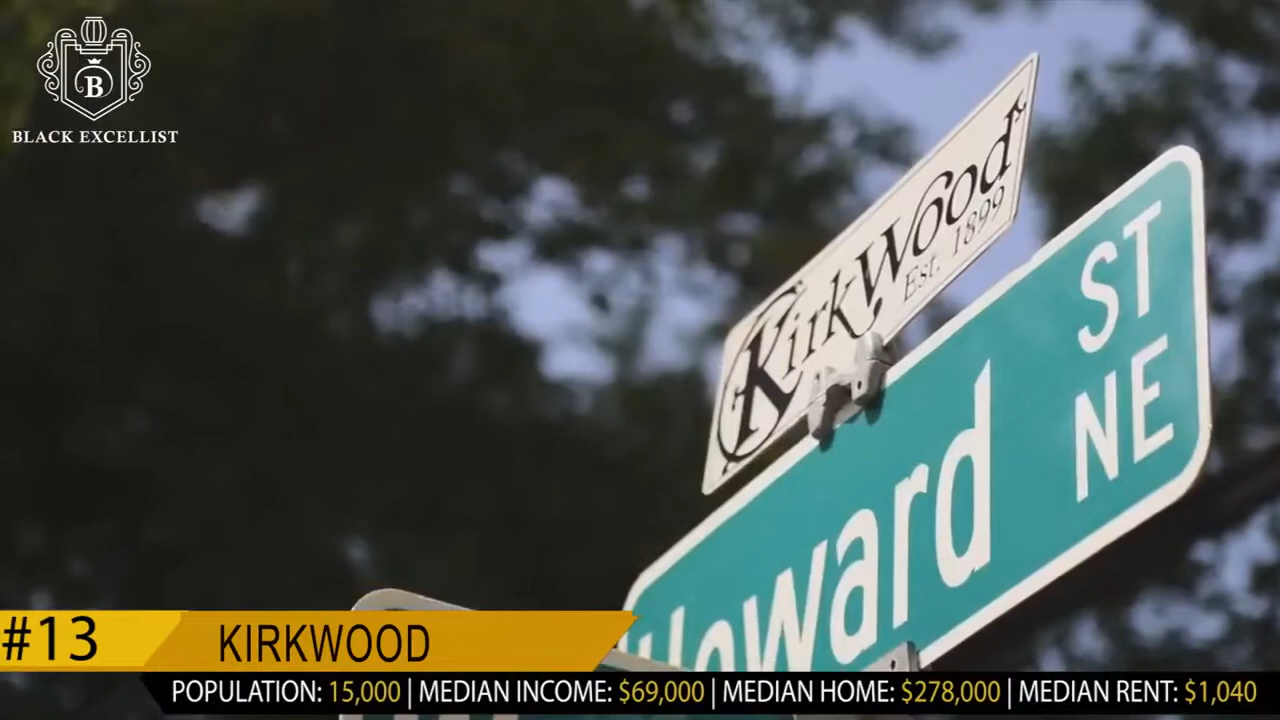 B
BLACK EXCELLIST
KirkWood
Est. 1899
Howard ST
NE
#13 KIRKWOOD
POPULATION: 15,000 | MEDIAN INCOME: $69,000 | MEDIAN HOME: $278,000 | MEDIAN RENT: $1,040